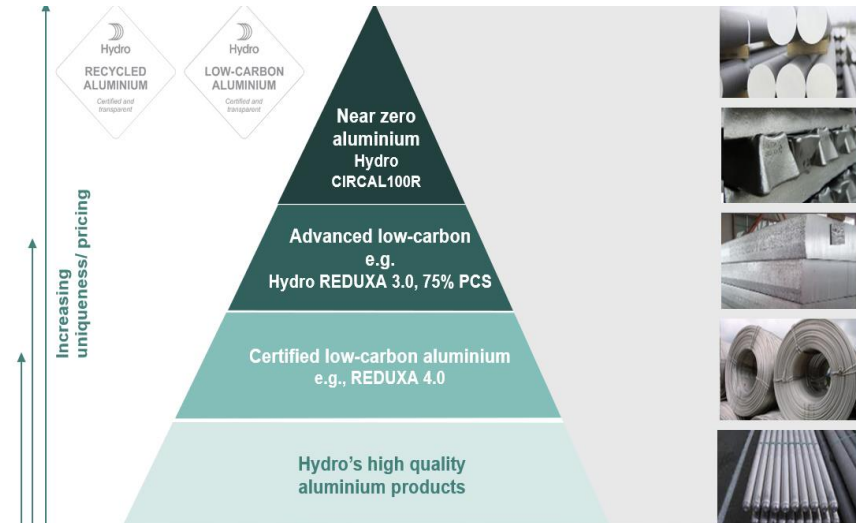 Hydro
RECYCLED
ALUMINIUM
Certified and
transparent
Hydro
LOW-CARBON
ALUMINIUM
Certified and
transparent
Increasing
uniqueness/ pricing
Near zero
aluminium
Hydro
CIRCAL100R
Advanced low-carbon
e.g.
Hydro REDUXA 3.0, 75% PCS
Certified low-carbon aluminium
e.g., REDUXA 4.0
Hydro's high quality
aluminium products